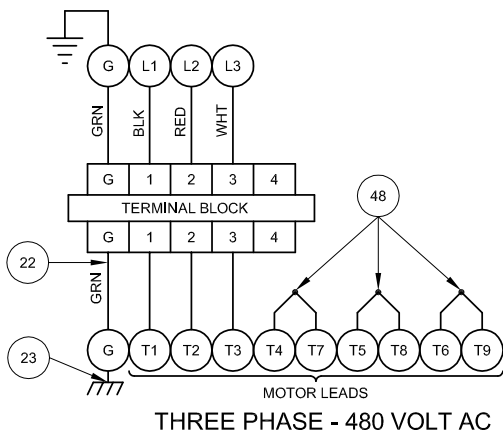 G L1 L2 L3
GRN BLK RED WHT
G 1 2 3 4
TERMINAL BLOCK
G 1 2 3 4
48
22
GRN
23
G T1 T2 T3 T4 T7 T5 T8 T6 T9
MOTOR LEADS
THREE PHASE - 480 VOLT AC